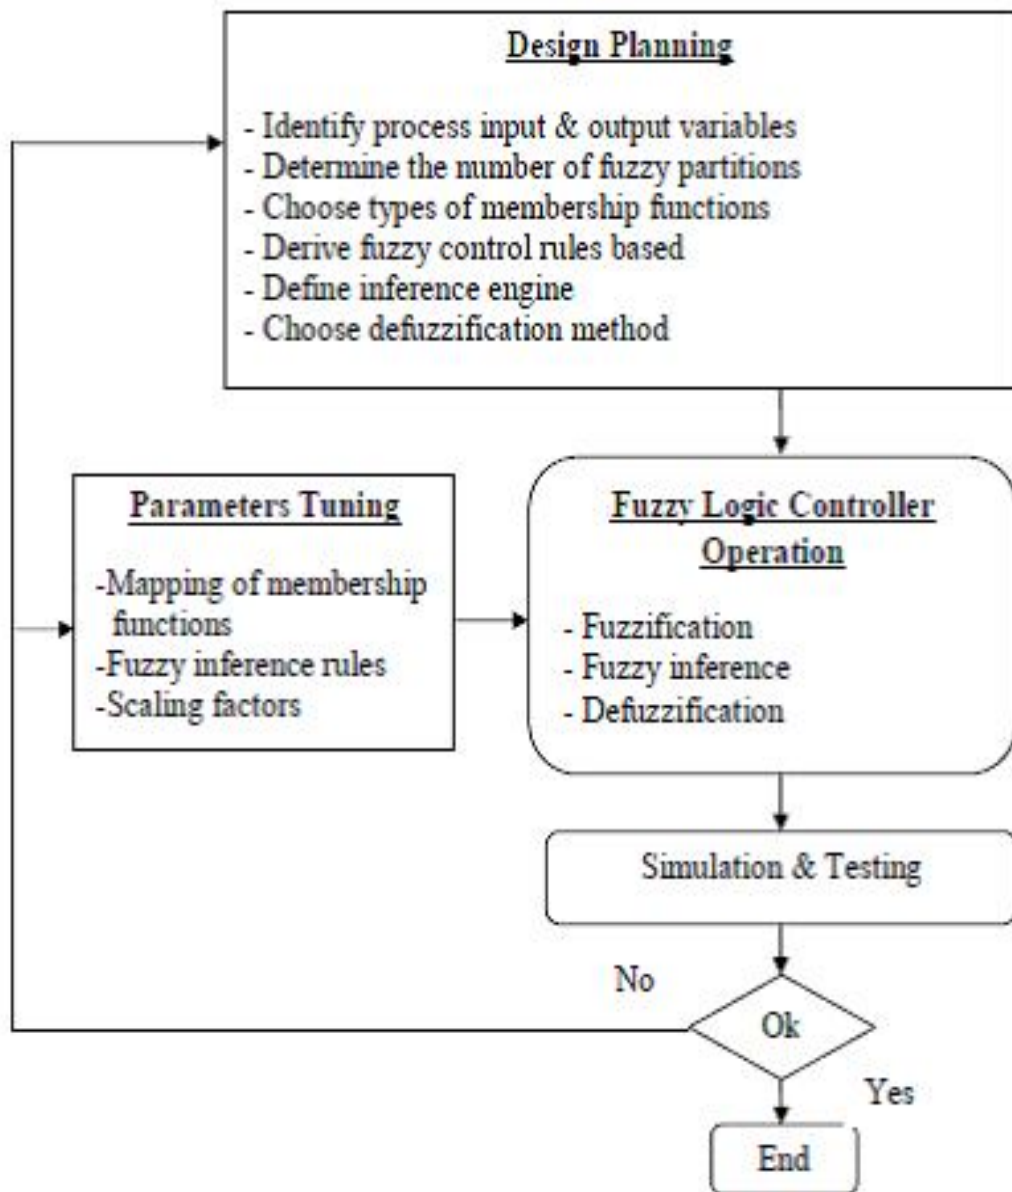 Design Planning
- Identify process input & output variables
- Determine the number of fuzzy partitions
- Choose types of membership functions
- Derive fuzzy control rules based
- Define inference engine
- Choose defuzzification method
Parameters Tuning
-Mapping of membership
functions
-Fuzzy inference rules
-Scaling factors
Fuzzy Logic Controller
Operation
- Fuzzification
- Fuzzy inference
- Defuzzification
Simulation & Testing
No
Ok
Yes
End